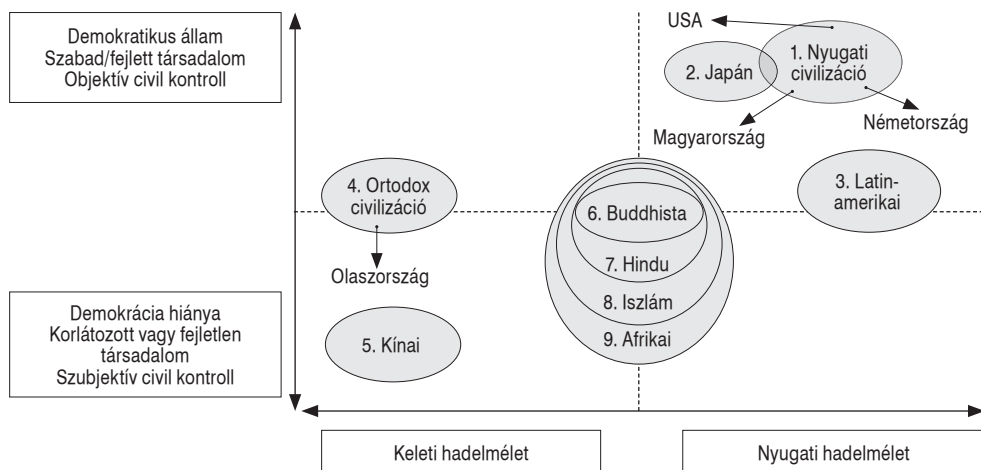 Demokratikus állam
Szabad/fejlett társadalom
Objektív civil kontroll
USA
1. Nyugati
civilizáció
2. Japán
Németország
Magyarország
4. Ortodox
civilizáció
3. Latin-
amerikai
6. Buddhista
7. Hindu
8. Iszlám
9. Afrikai
Olaszország
Demokrácia hiánya
Korlátozott vagy fejletlen
társadalom
Szubjektív civil kontroll
5. Kínai
Keleti hadelmélet
Nyugati hadelmélet